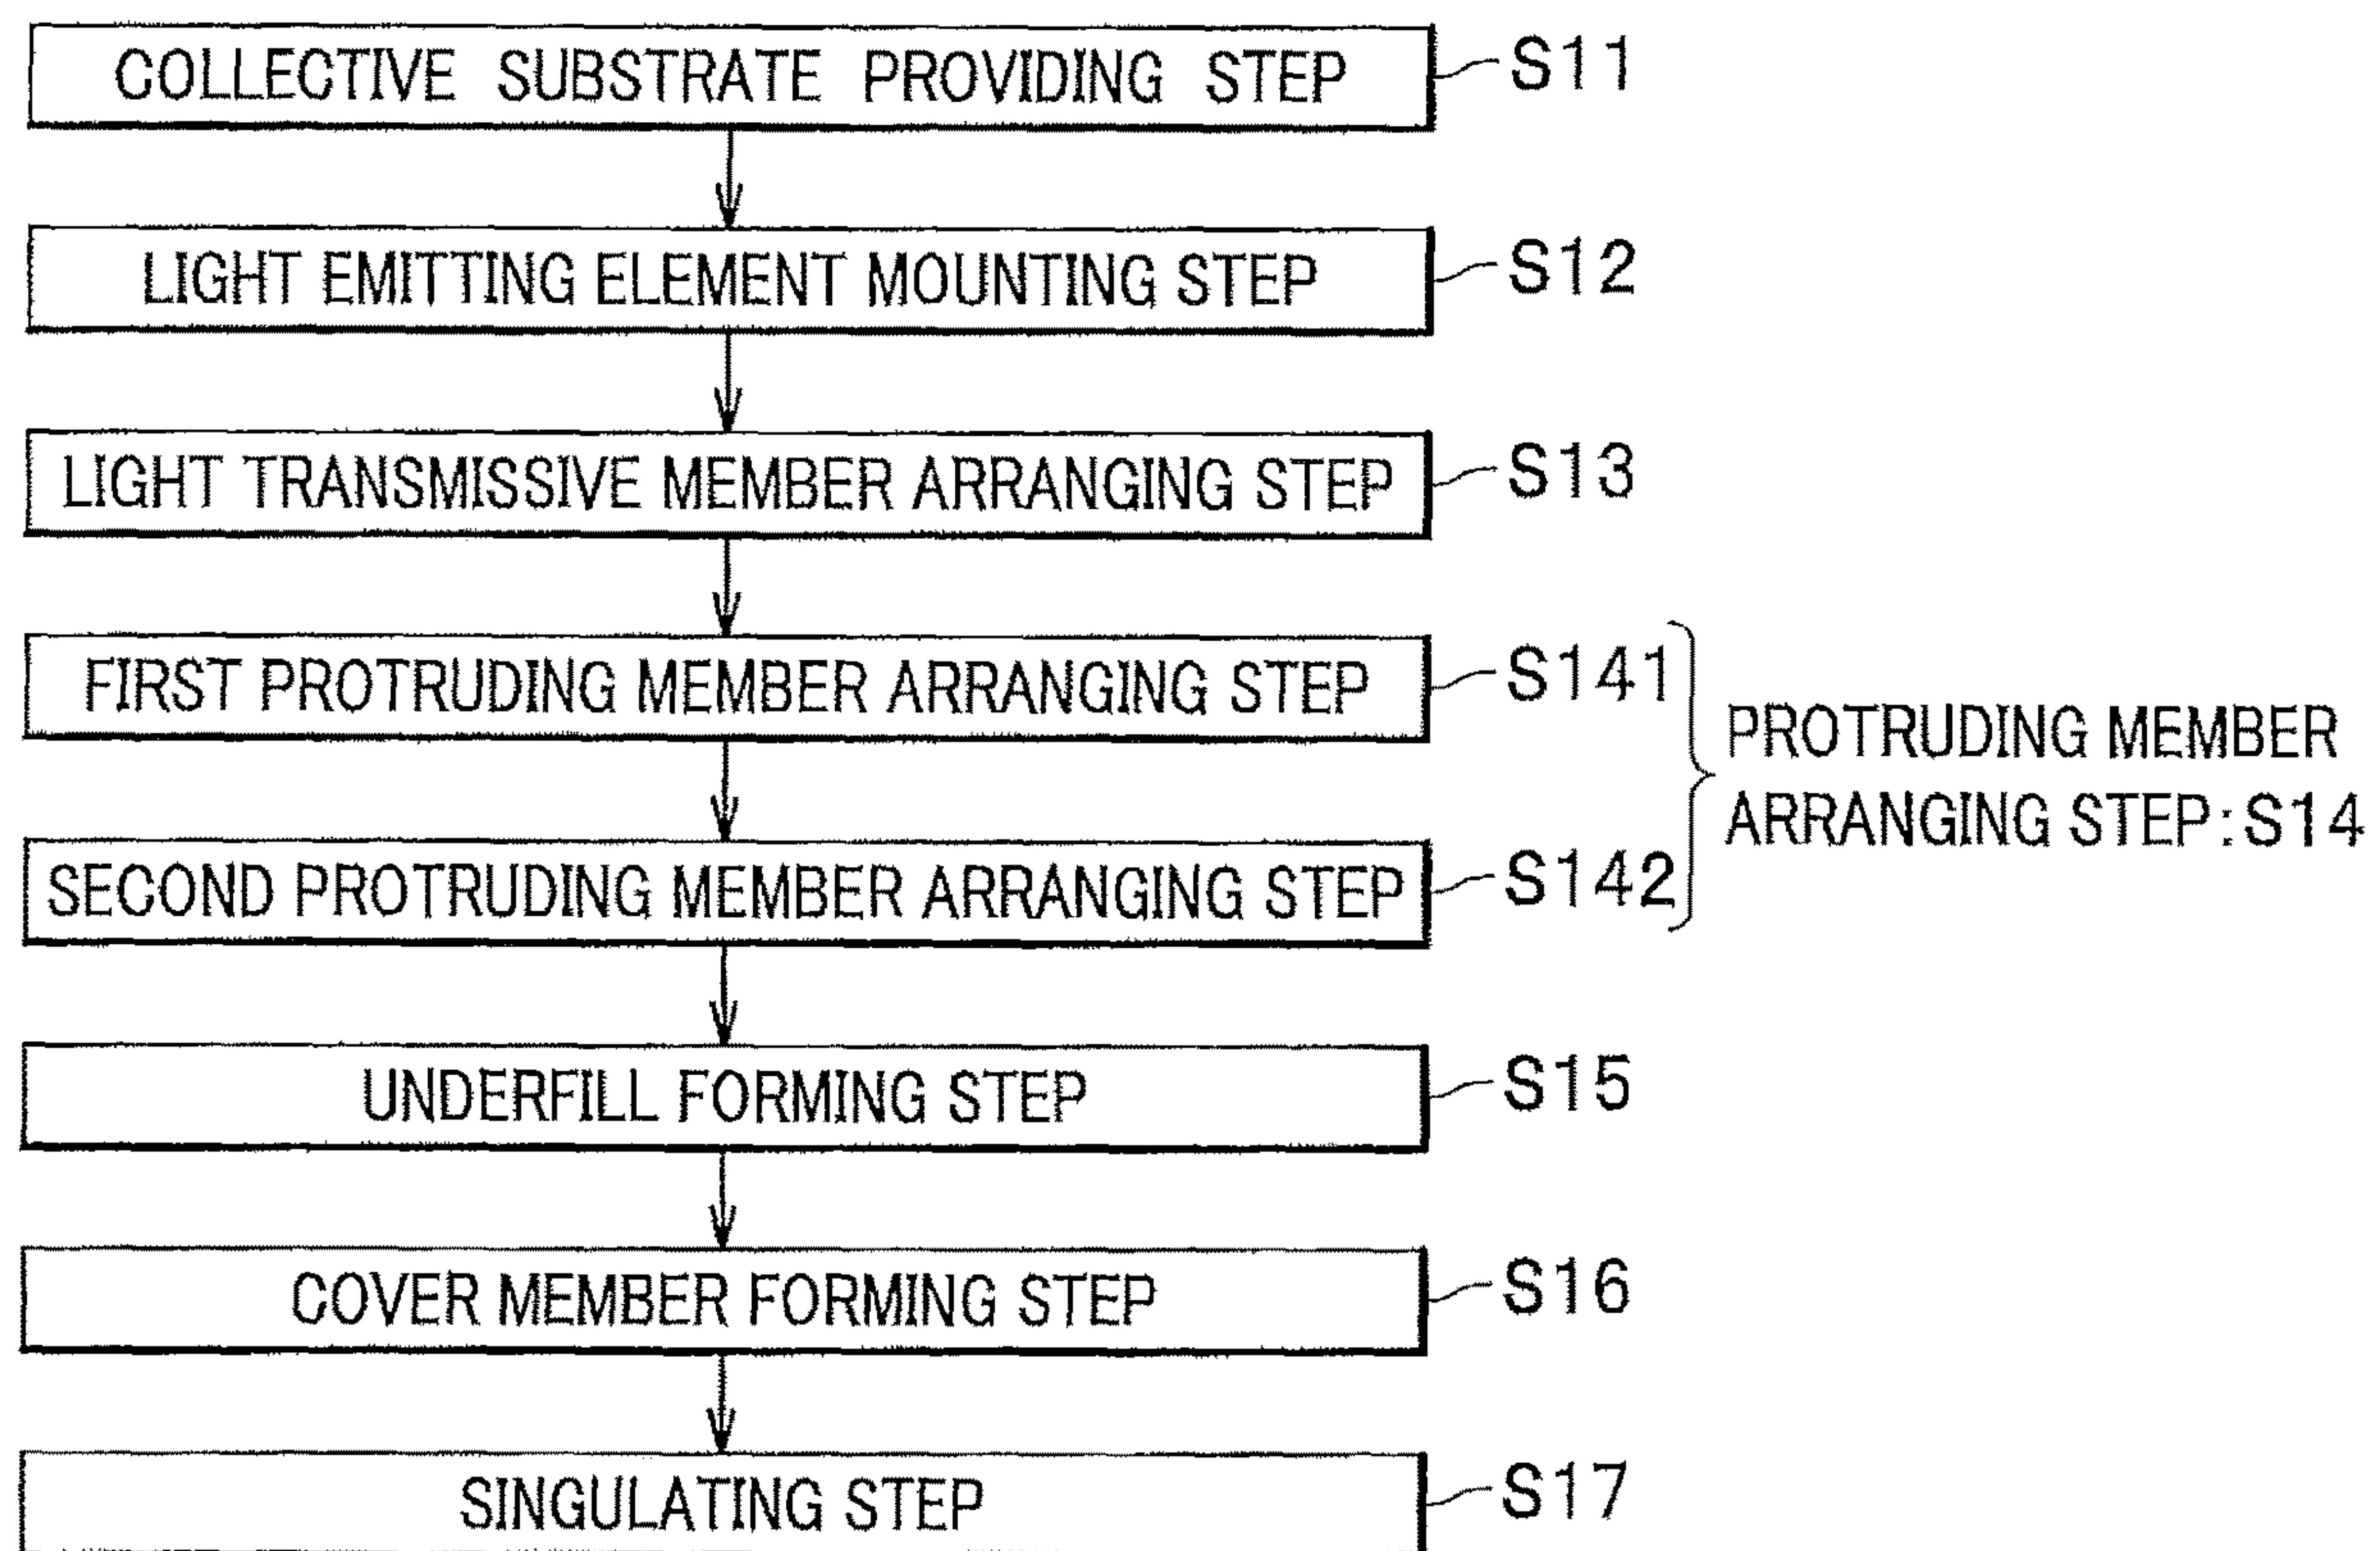 COLLECTIVE SUBSTRATE PROVIDING STEP S11
LIGHT EMITTING ELEMENT MOUNTING STEP S12
LIGHT TRANSMISSIVE MEMBER ARRANGING STEP S13
FIRST PROTRUDING MEMBER ARRANGING STEP S141
PROTRUDING MEMBER
ARRANGING STEP:S14
SECOND PROTRUDING MEMBER ARRANGING STEP S142
UNDERFILL FORMING STEP S15
COVER MEMBER FORMING STEP S16
SINGULATING STEP S17